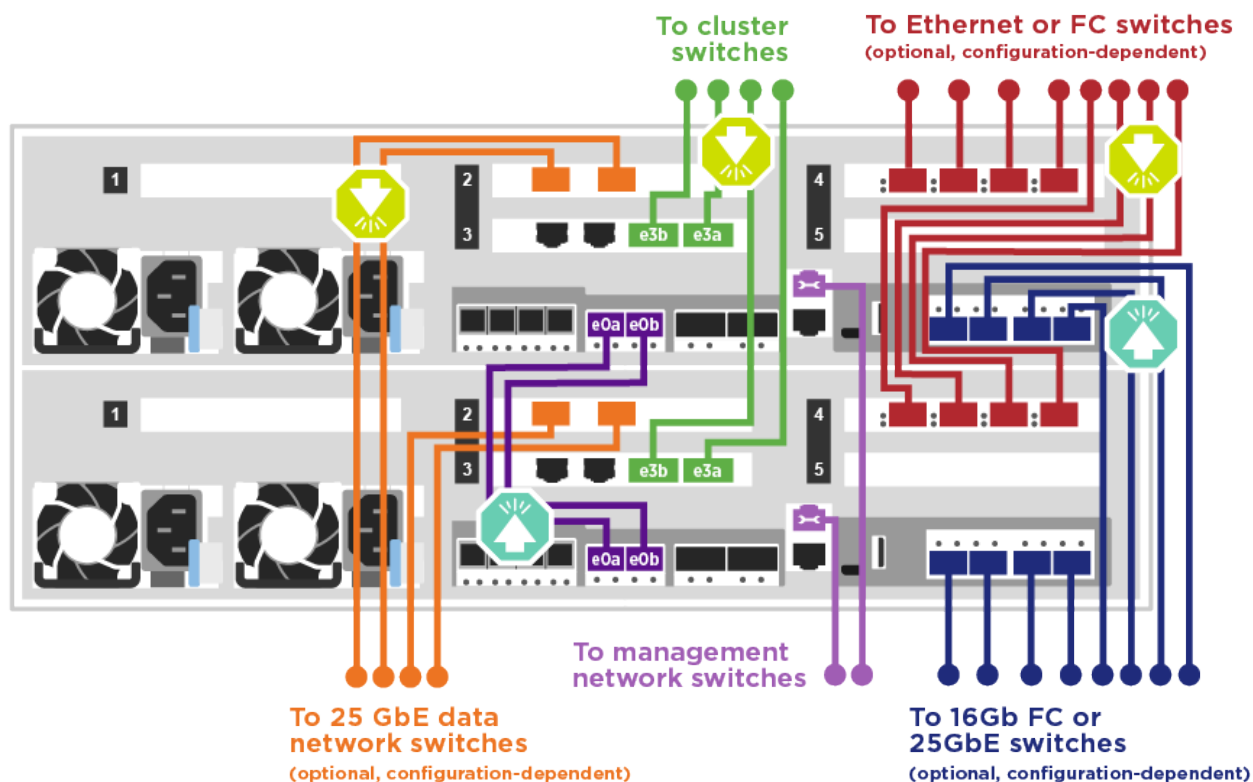 To cluster
switches
To Ethernet or FC switches
(optional, configuration-dependent)
1
2
4
3
e3b
e3a
5
e0a
e0b
1
2
4
3
e3b
e3a
5
e0a
e0b
To management
network switches
To 25 GbE data
network switches
(optional, configuration-dependent)
To 16Gb FC or
25GbE switches
(optional, configuration-dependent)